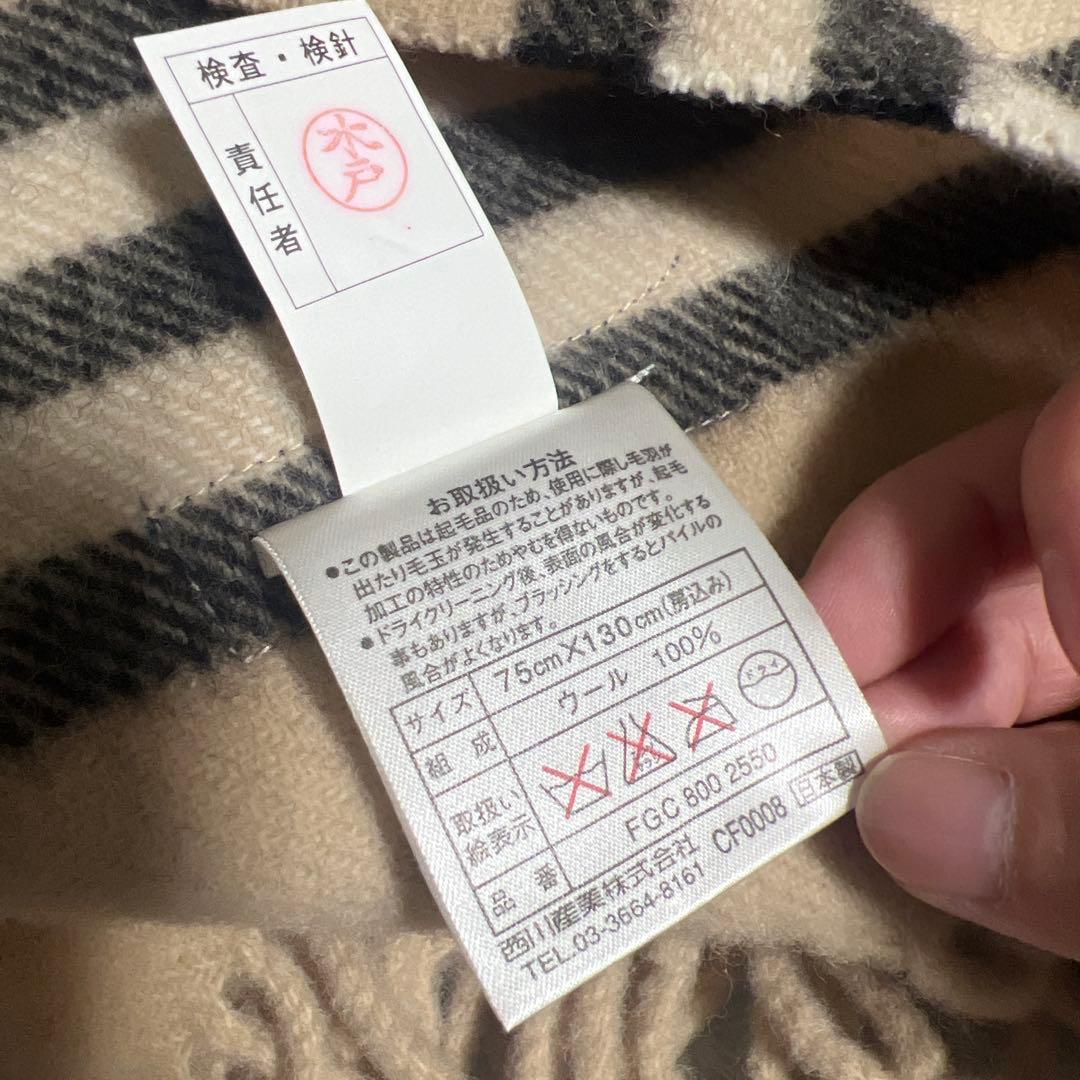 検査・検針
責任者
水戸
お取扱い方法
●この製品は起毛品のため、使用に際し毛羽が
出たり毛玉が発生することがありますが、起毛
加工の特性のためやむを得ないものです。
●ドライクリーニング後、表面の風合が変化する
事もありますが、ブラッシングをするとパイルの
風合がよくなります。
サイズ 75cm×130cm(房込み)
組成 ウール 100%
取扱い
絵表示 ドライ
品番 FGC 800 2550
西川産業株式会社 CF0008 日本製
TEL.03-3664-8161